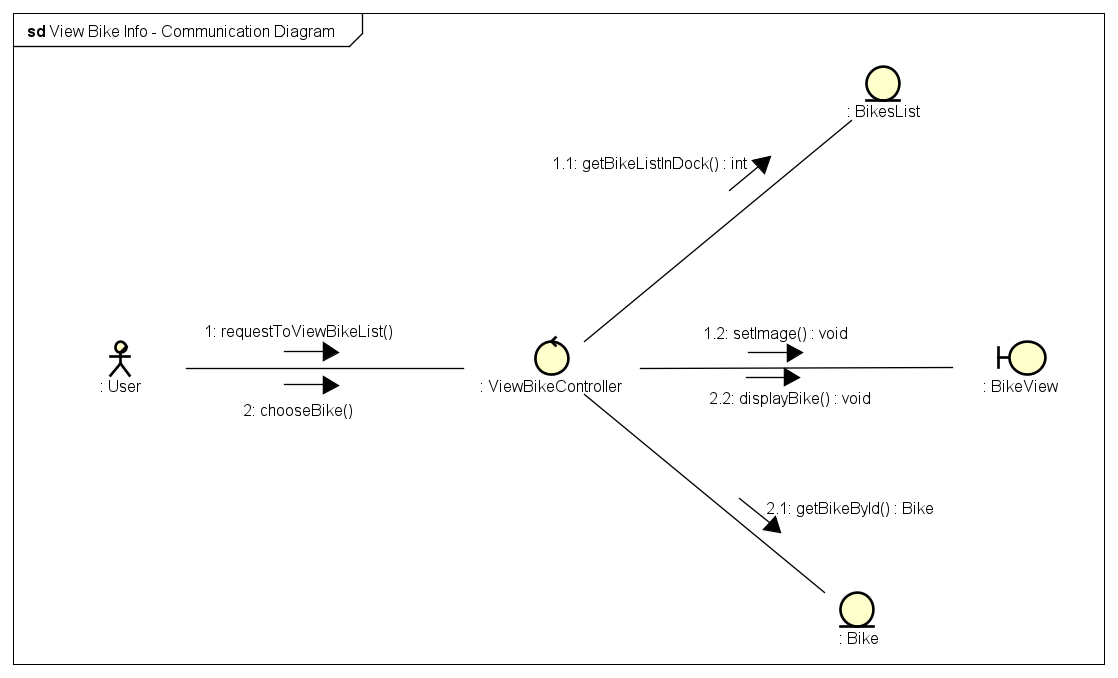 sd View Bike Info - Communication Diagram
: BikesList
1.1: getBikeListInDock() : int
1: requestToViewBikeList()
1.2: setImage() : void
: User
: ViewBikeController
: BikeView
2: chooseBike()
2.2: displayBike() : void
2.1: getBikeById() : Bike
: Bike